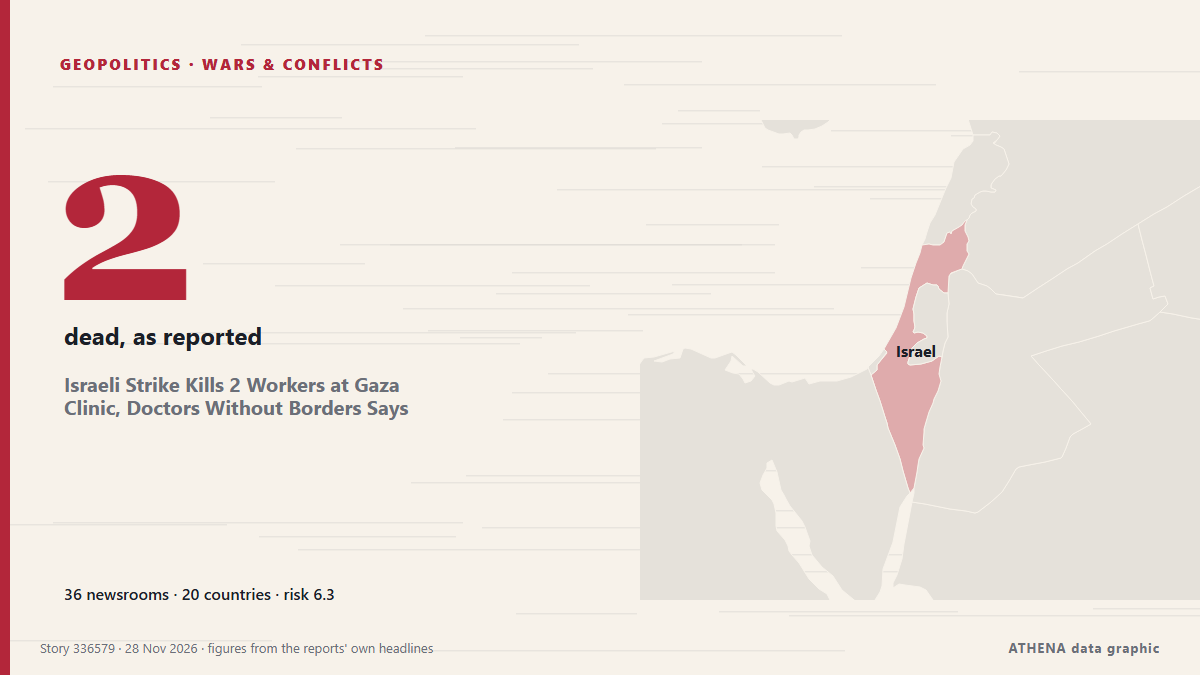 GEOPOLITICS · WARS & CONFLICTS
2
dead, as reported
Israeli Strike Kills 2 Workers at Gaza
Clinic, Doctors Without Borders Says
Israel
36 newsrooms · 20 countries · risk 6.3
Story 336579 · 28 Nov 2026 · figures from the reports' own headlines
ATHENA data graphic